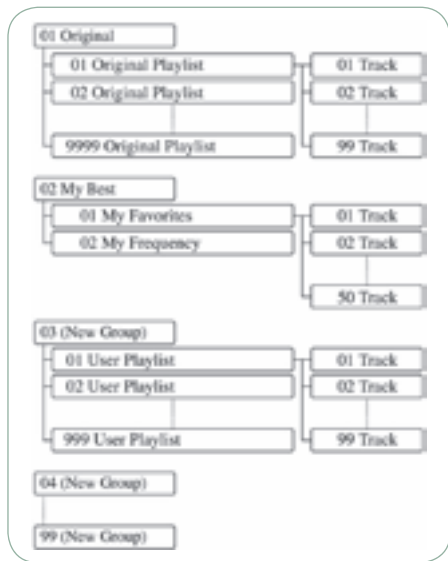 01 Original
01 Original Playlist 01 Track
02 Original Playlist 02 Track
9999 Original Playlist 99 Track
02 My Best
01 My Favorites 01 Track
02 My Frequency 02 Track
50 Track
03 (New Group)
01 User Playlist 01 Track
02 User Playlist 02 Track
999 User Playlist 99 Track
04 (New Group)
99 (New Group)